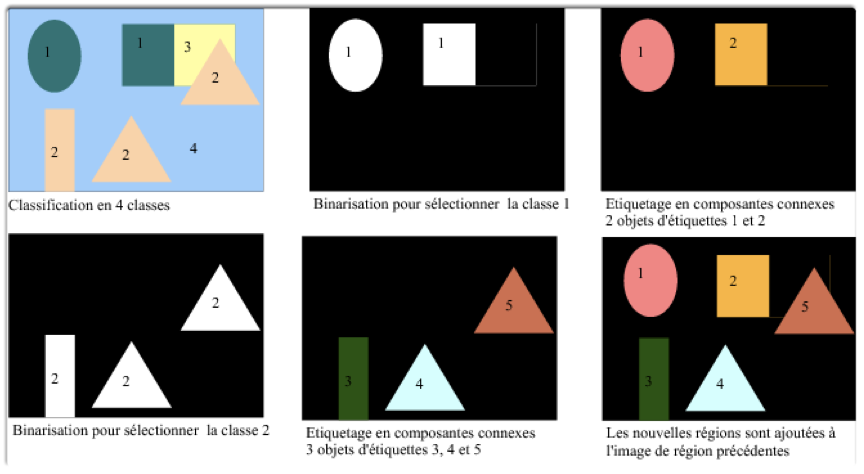 1
1
3
2
2
2
4
Classification en 4 classes
1
1
Binarisation pour sélectionner la classe 1
1
2
Etiquetage en composantes connexes
2 objets d'étiquettes 1 et 2
2
2
2
Binarisation pour sélectionner la classe 2
5
3
4
Etiquetage en composantes connexes
3 objets d'étiquettes 3, 4 et 5
1
2
5
3
4
Les nouvelles régions sont ajoutées à
l'image de région précédentes